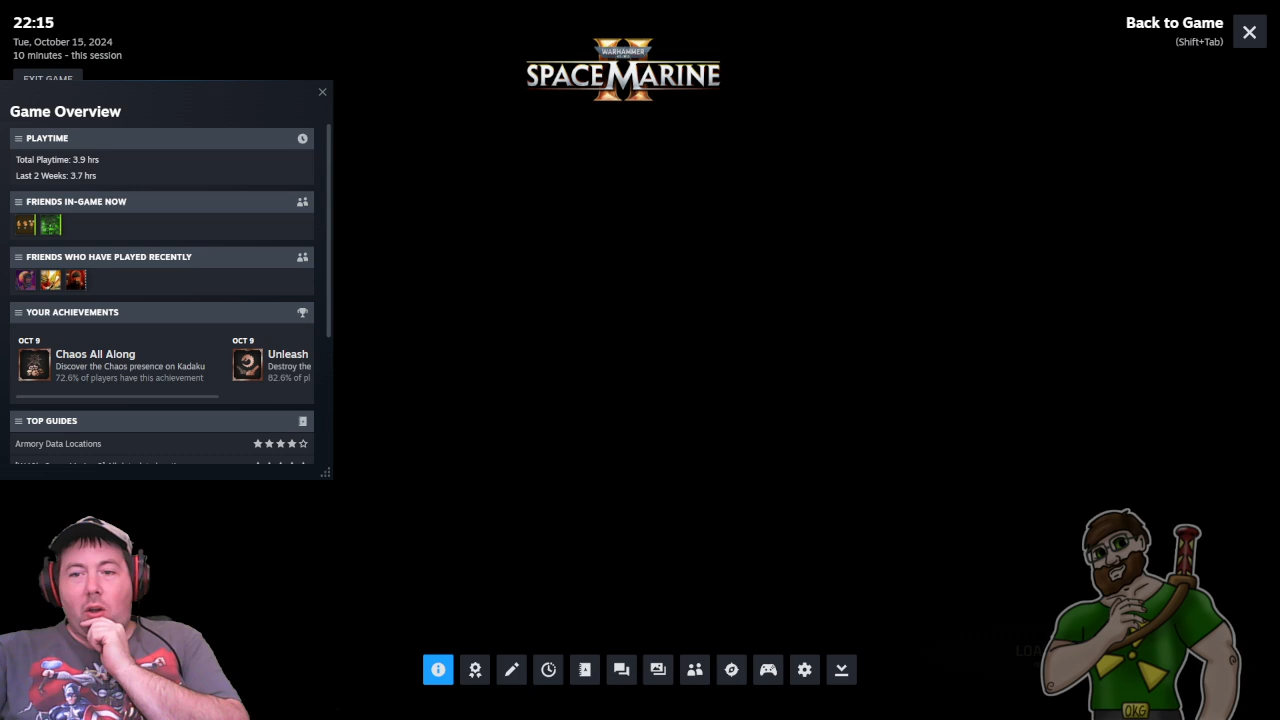 22:15
Tue, October 15, 2024
10 minutes - this session
EXIT GAME
Back to Game
(Shift+Tab)
WARHAMMER
SPACE MARINE
Game Overview
PLAYTIME
Total Playtime: 3.9 hrs
Last 2 Weeks: 3.7 hrs
FRIENDS IN-GAME NOW
FRIENDS WHO HAVE PLAYED RECENTLY
YOUR ACHIEVEMENTS
OCT 9
Chaos All Along
Discover the Chaos presence on Kadaku
72.6% of players have this achievement
OCT 9
Unleash
Destroy the
82.6% of pl
TOP GUIDES
Armory Data Locations
LOA
OKG